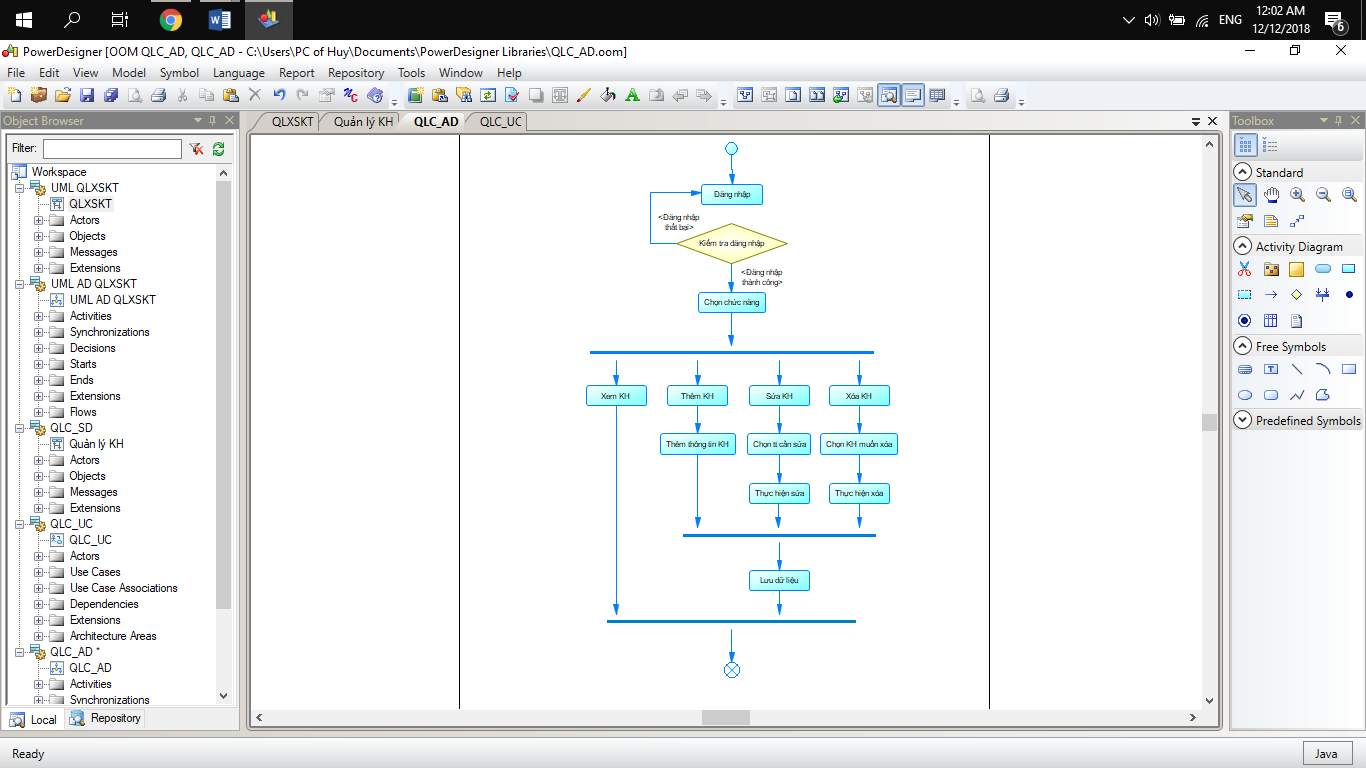 ENG
12:02 AM
12/12/2018
6
PowerDesigner [OOM QLC_AD, QLC_AD - C:\Users\PC of Huy\Documents\PowerDesigner Libraries\QLC_AD.oom]
File Edit View Model Symbol Language Report Repository Tools Window Help
Object Browser
Filter:
Workspace
UML QLXSKT
QLXSKT
Actors
Objects
Messages
Extensions
UML AD QLXSKT
UML AD QLXSKT
Activities
Synchronizations
Decisions
Starts
Ends
Extensions
Flows
QLC_SD
Quản lý KH
Actors
Objects
Messages
Extensions
QLC_UC
QLC_UC
Actors
Use Cases
Use Case Associations
Dependencies
Extensions
Architecture Areas
QLC_AD *
QLC_AD
Activities
Synchronizations
Local Repository
QLXSKT Quản lý KH QLC_AD QLC_UC
Đăng nhập
<Đăng nhập
thất bại>
Kiểm tra đăng nhập
<Đăng nhập
thành công>
Chọn chức năng
Xem KH Thêm KH Sửa KH Xóa KH
Thêm thông tin KH Chọn tt cần sửa Chọn KH muốn xóa
Thực hiện sửa Thực hiện xóa
Lưu dữ liệu
Toolbox
Standard
Activity Diagram
Free Symbols
Predefined Symbols
Ready
Java